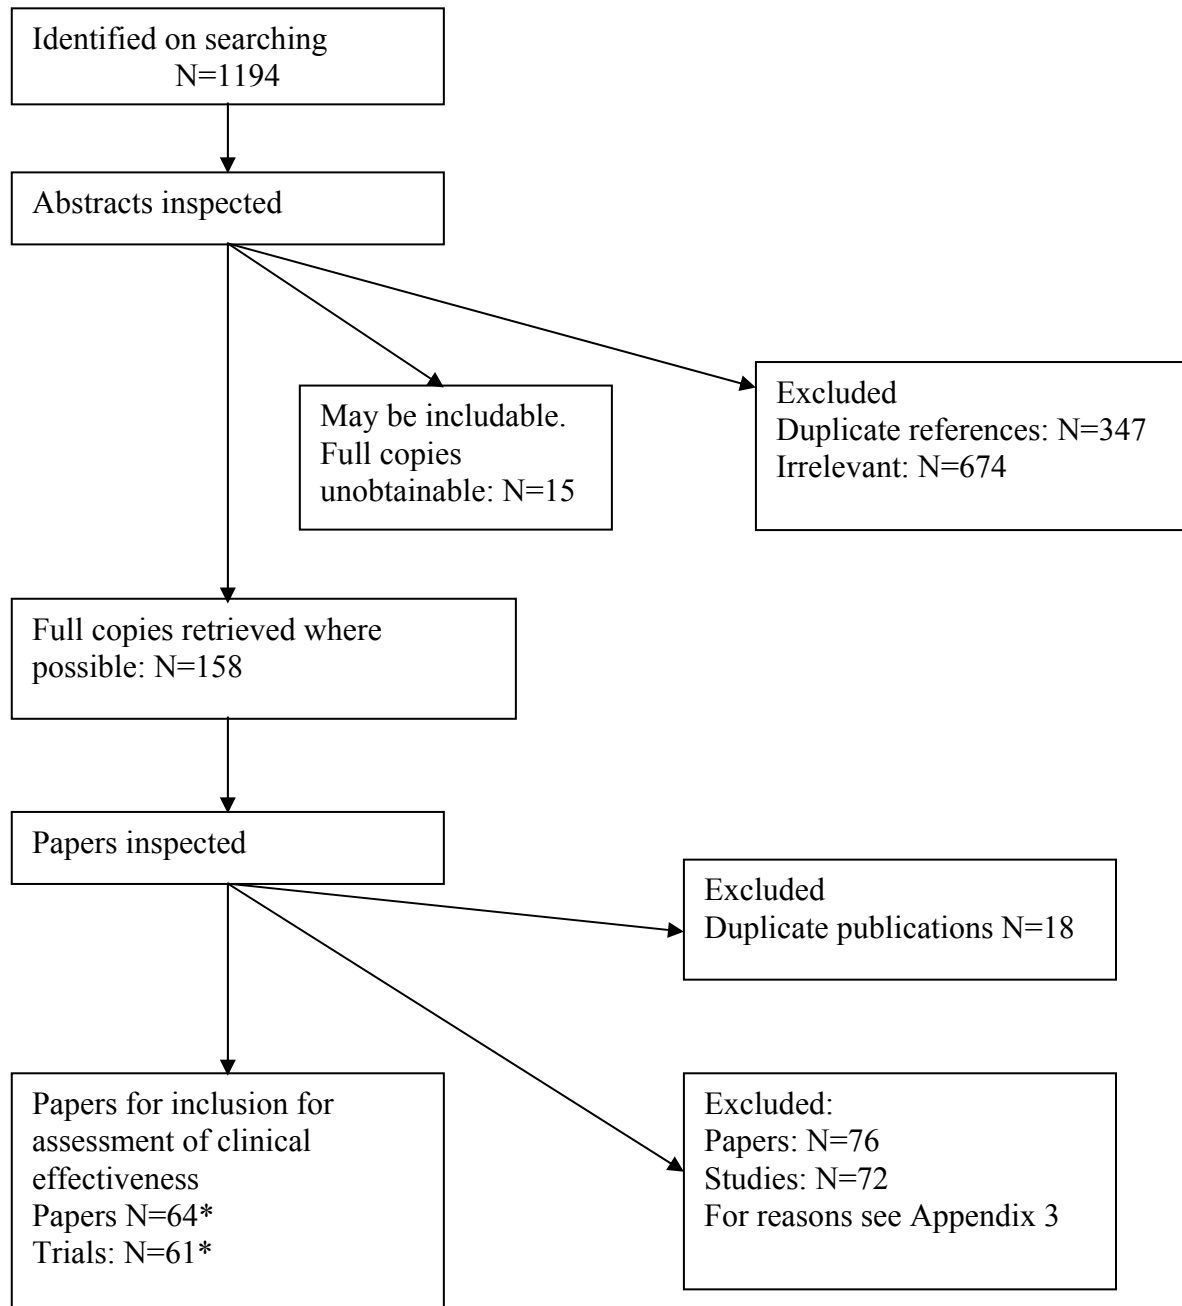 Identified on searching
N=1194
Abstracts inspected
May be includable.
Full copies
unobtainable: N=15
Excluded
Duplicate references: N=347
Irrelevant: N=674
Full copies retrieved where
possible: N=158
Papers inspected
Excluded
Duplicate publications N=18
Papers for inclusion for
assessment of clinical
effectiveness
Papers N=64*
Trials: N=61*
Excluded:
Papers: N=76
Studies: N=72
For reasons see Appendix 3